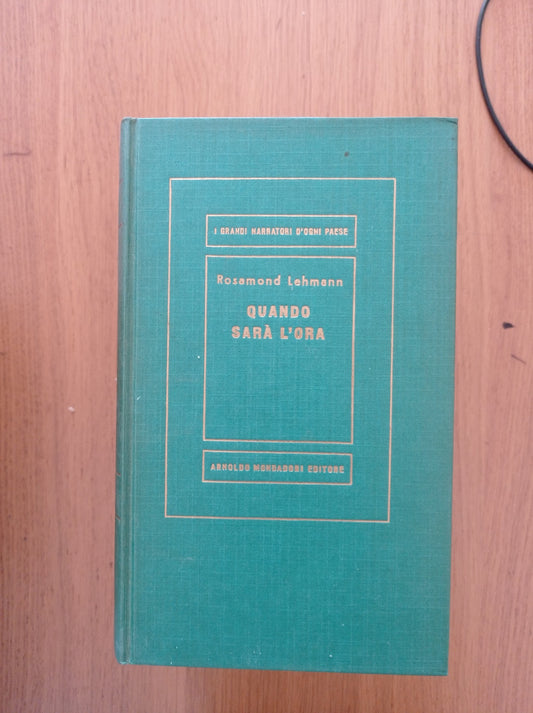 I GRANDI NARRATORI D'OGNI PAESE
Rosamond Lehmann
QUANDO
SARÀ L'ORA
ARNOLDO MONDADORI EDITORE